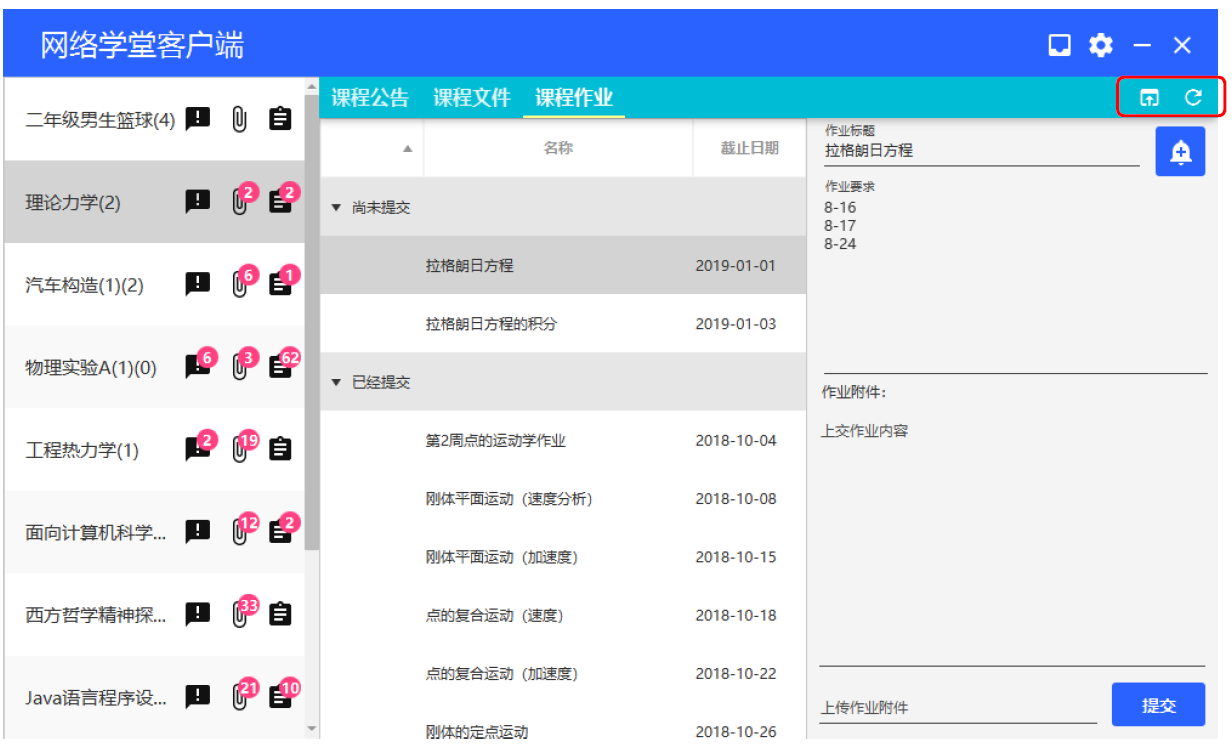 网络学堂客户端
二年级男生篮球(4)
理论力学(2)
2
2
汽车构造(1)(2)
6
1
物理实验A(1)(0)
6
3
62
工程热力学(1)
2
19
面向计算机科学...
12
2
西方哲学精神探...
33
Java语言程序设...
21
10
课程公告 课程文件 课程作业
名称 截止日期
尚未提交
拉格朗日方程 2019-01-01
拉格朗日方程的积分 2019-01-03
已经提交
第2周点的运动学作业 2018-10-04
刚体平面运动（速度分析） 2018-10-08
刚体平面运动（加速度） 2018-10-15
点的复合运动（速度） 2018-10-18
点的复合运动（加速度） 2018-10-22
刚体的定点运动 2018-10-26
作业标题
拉格朗日方程
作业要求
8-16
8-17
8-24
作业附件：
上交作业内容
上传作业附件
提交